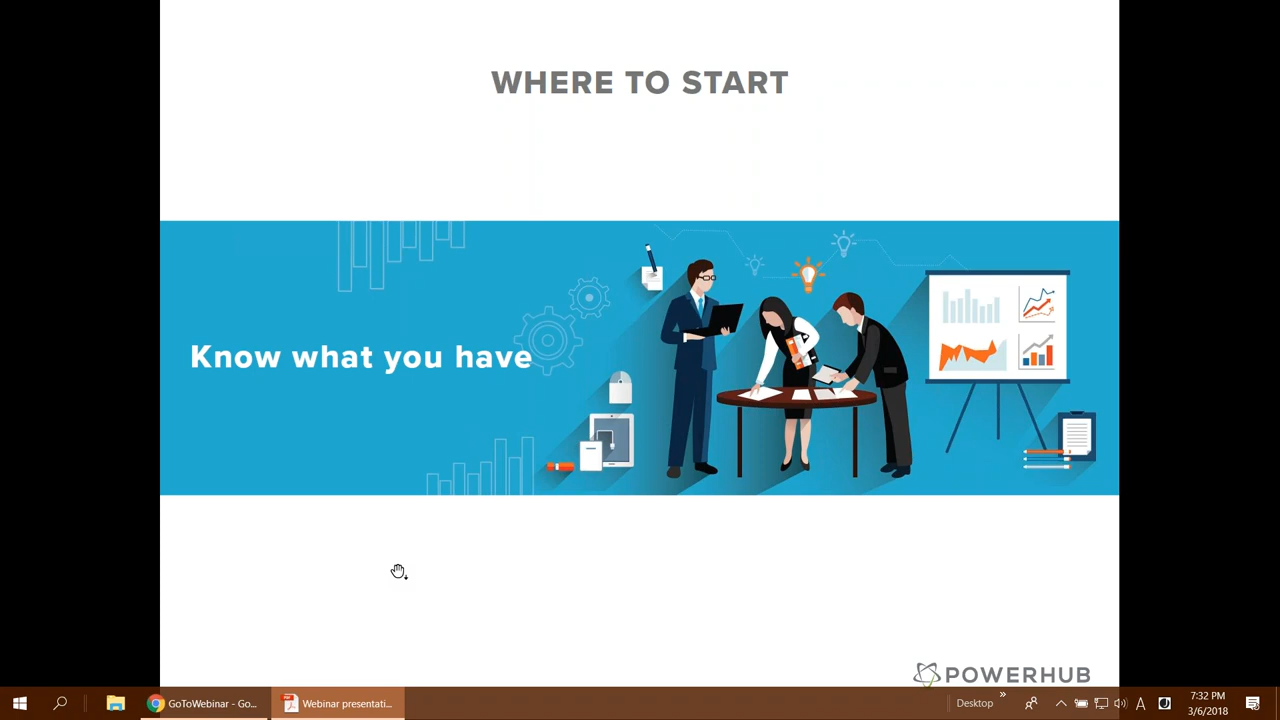 WHERE TO START
Know what you have
POWERHUB
GoToWebinar - Go...
Webinar presentati...
Desktop
A
7:32 PM
3/6/2018